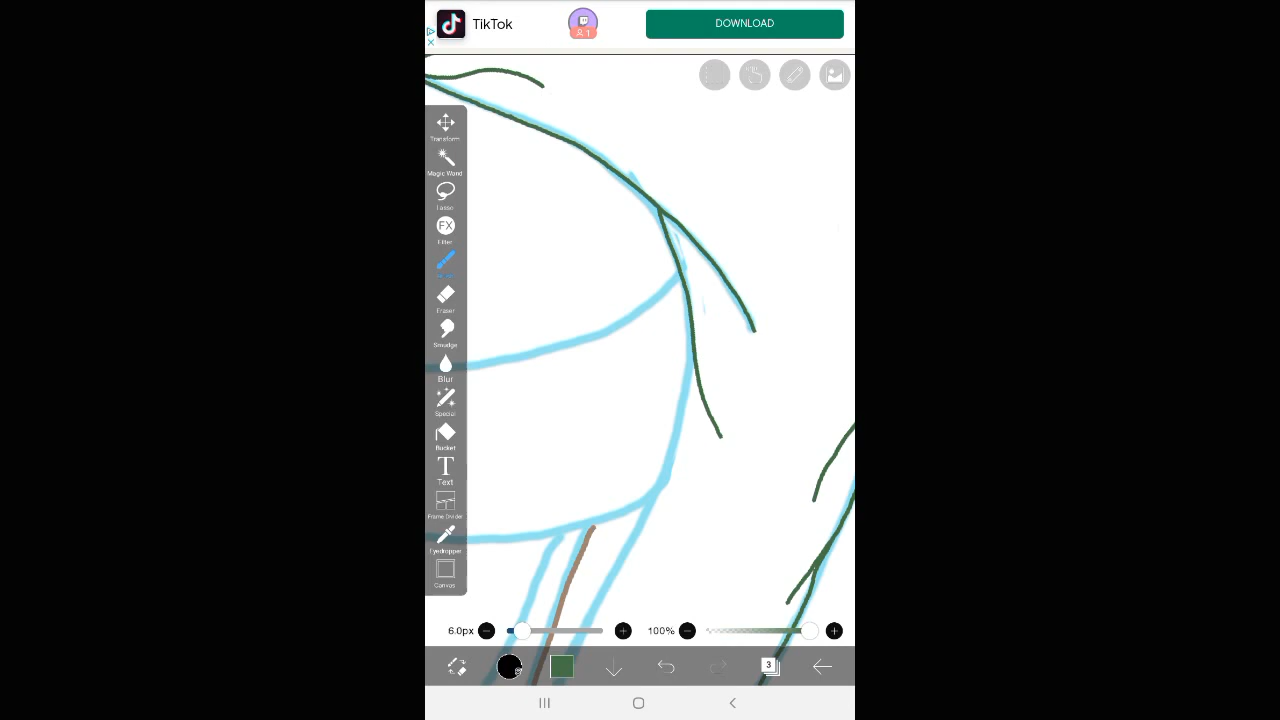 TikTok
1
DOWNLOAD
Transform
Magic Wand
Lasso
FX
Filter
Eraser
Smudge
Blur
Special
Bucket
T
Text
Frame Divider
Eyedropper
Canvas
6.0px
100%
3